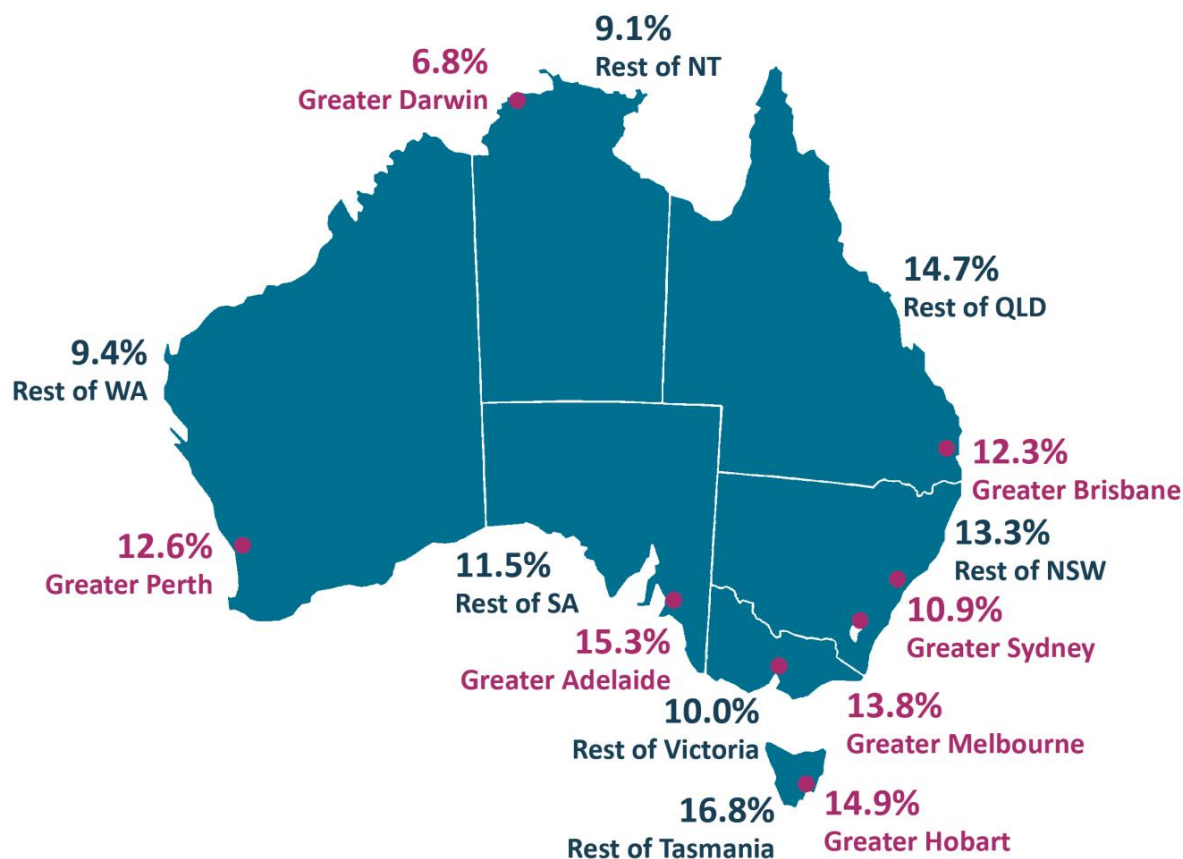 9.1%
Rest of NT
6.8%
Greater Darwin
14.7%
Rest of QLD
9.4%
Rest of WA
12.3%
Greater Brisbane
13.3%
Rest of NSW
12.6%
Greater Perth
11.5%
Rest of SA
10.9%
Greater Sydney
15.3%
Greater Adelaide
10.0%
Rest of Victoria
13.8%
Greater Melbourne
16.8%
Rest of Tasmania
14.9%
Greater Hobart